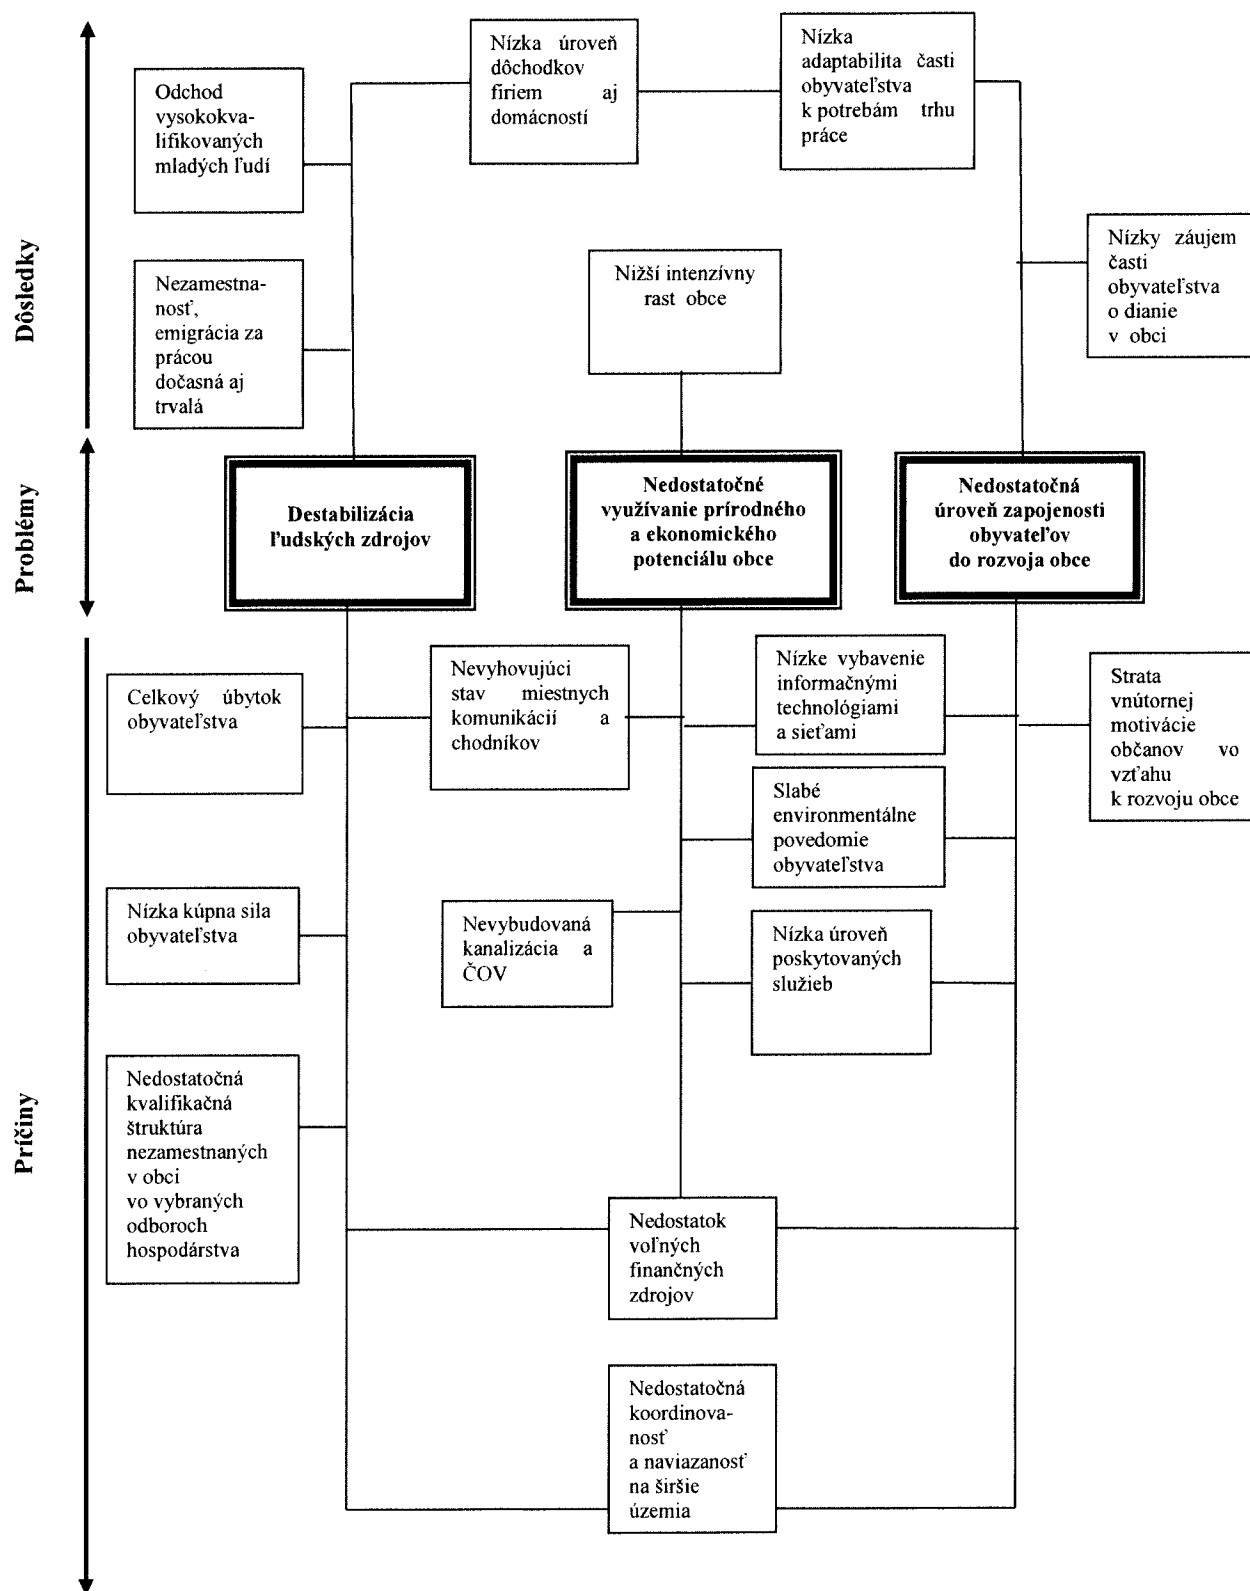 Dôsledky
Odchod
vysokokva-
lifikovaných
mladých ľudí
Nízka úroveň
dôchodkov
firiem aj
domácností
Nízka
adaptabilita časti
obyvateľstva
k potrebám trhu
práce
Nezamestna-
nosť,
emigrácia za
prácou
dočasná aj
trvalá
Nižší intenzívny
rast obce
Nízky záujem
časti
obyvateľstva
o dianie
v obci
Problémy
Destabilizácia
ľudských zdrojov
Nedostatočné
využívanie prírodného
a ekonomického
potenciálu obce
Nedostatočná
úroveň zapojenosti
obyvateľov
do rozvoja obce
Príčiny
Celkový úbytok
obyvateľstva
Nevyhovujúci
stav miestnych
komunikácií a
chodníkov
Nízke vybavenie
informačnými
technológiami
a sieťami
Strata
vnútornej
motivácie
občanov vo
vzťahu
k rozvoju obce
Slabé
environmentálne
povedomie
obyvateľstva
Nízka kúpna sila
obyvateľstva
Nevybudovaná
kanalizácia a
ČOV
Nízka úroveň
poskytovaných
služieb
Nedostatočná
kvalifikačná
štruktúra
nezamestnaných
v obci
vo vybraných
odboroch
hospodárstva
Nedostatok
voľných
finančných
zdrojov
Nedostatočná
koordinova-
nosť
a naviazanosť
na širšie
územia